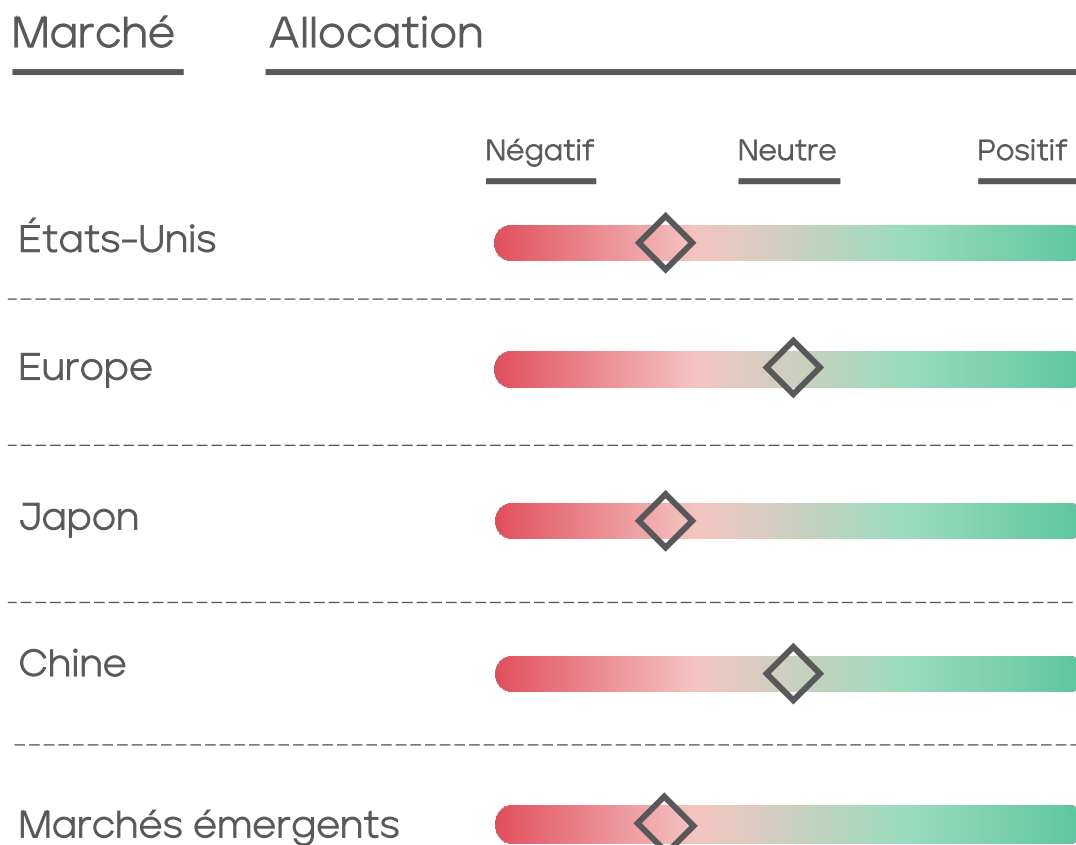 Marché Allocation
Négatif Neutre Positif
États-Unis
Europe
Japon
Chine
Marchés émergents